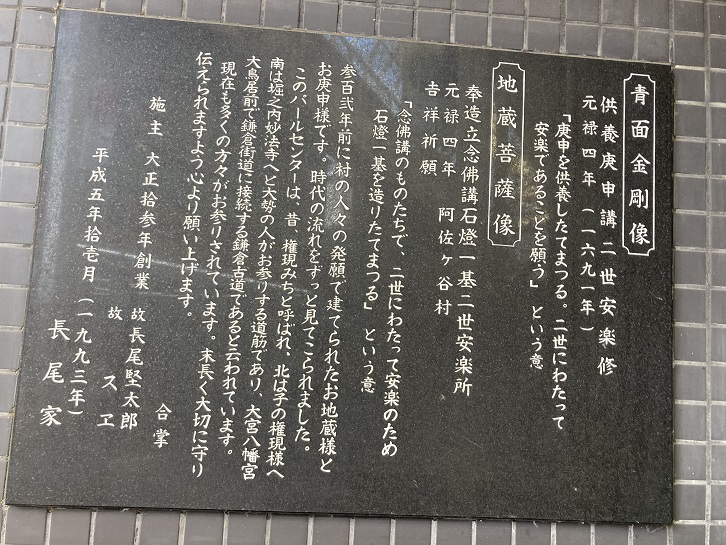 青面金剛像
供養庚申講二世安楽修
元禄四年(一六九一年)
「庚申を供養したてまつる。二世にわたって
安楽であることを願う」という意
地蔵菩薩像
奉造立念佛講石燈一基二世安楽所
元禄四年 阿佐ヶ谷村
吉祥祈願
「念佛講のものたちで、二世にわたって安楽のため
石燈一基を造りたてまつる」という意
参百弐年前に村の人々の発願で建てられたお地蔵様と
お庚申様です。時代の流れをずっと見てこられました。
このパールセンターは、昔、権現みちと呼ばれ、北は子の権現様へ
南は堀之内妙法寺へと大勢の人がお参りする道筋であり、大宮八幡宮
大鳥居前で鎌倉街道に接続する鎌倉古道であると云われています。
現在も多くの方々がお参りされています。末長く大切に守り
伝えられますよう心より願い上げます。
合掌
施主 大正拾参年創業 故長尾堅太郎
故 スヱ
平成五年拾壱月(一九九三年)
長尾家